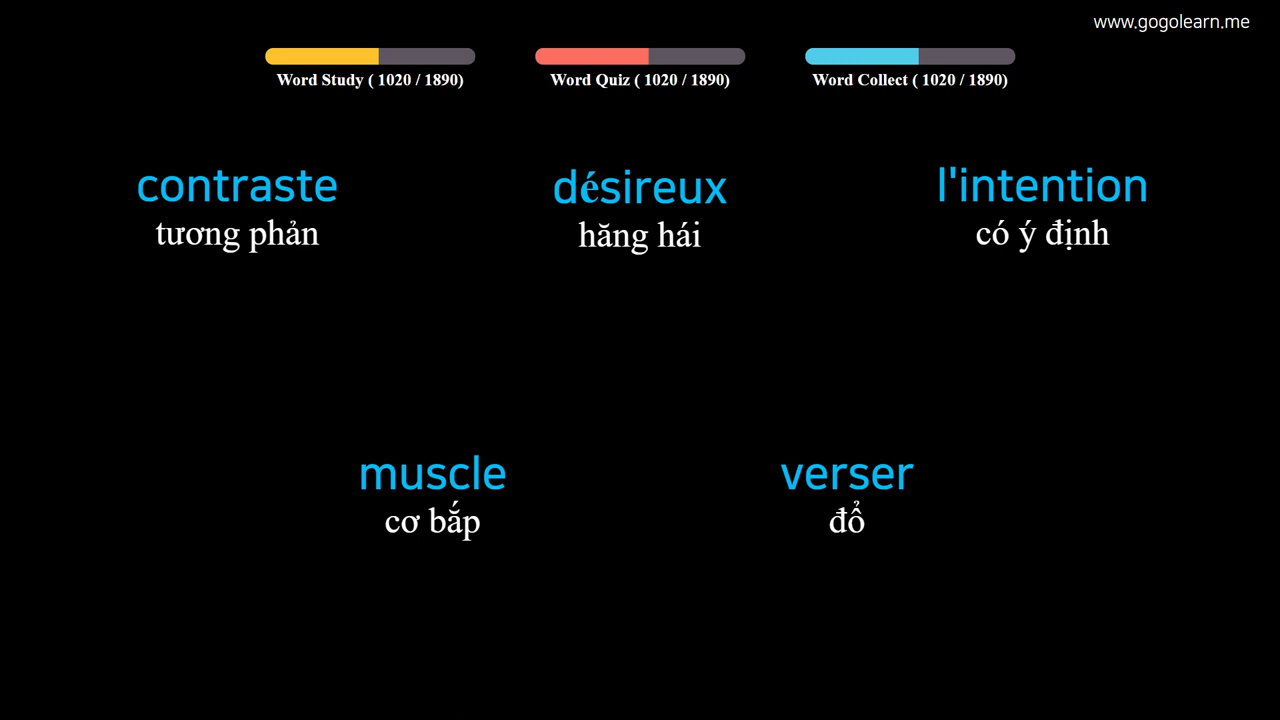 www.gogolearn.me
Word Study ( 1020 / 1890)
Word Quiz ( 1020 / 1890)
Word Collect ( 1020 / 1890)
contraste
tương phản
désireux
hăng hái
l'intention
có ý định
muscle
cơ bắp
verser
đổ